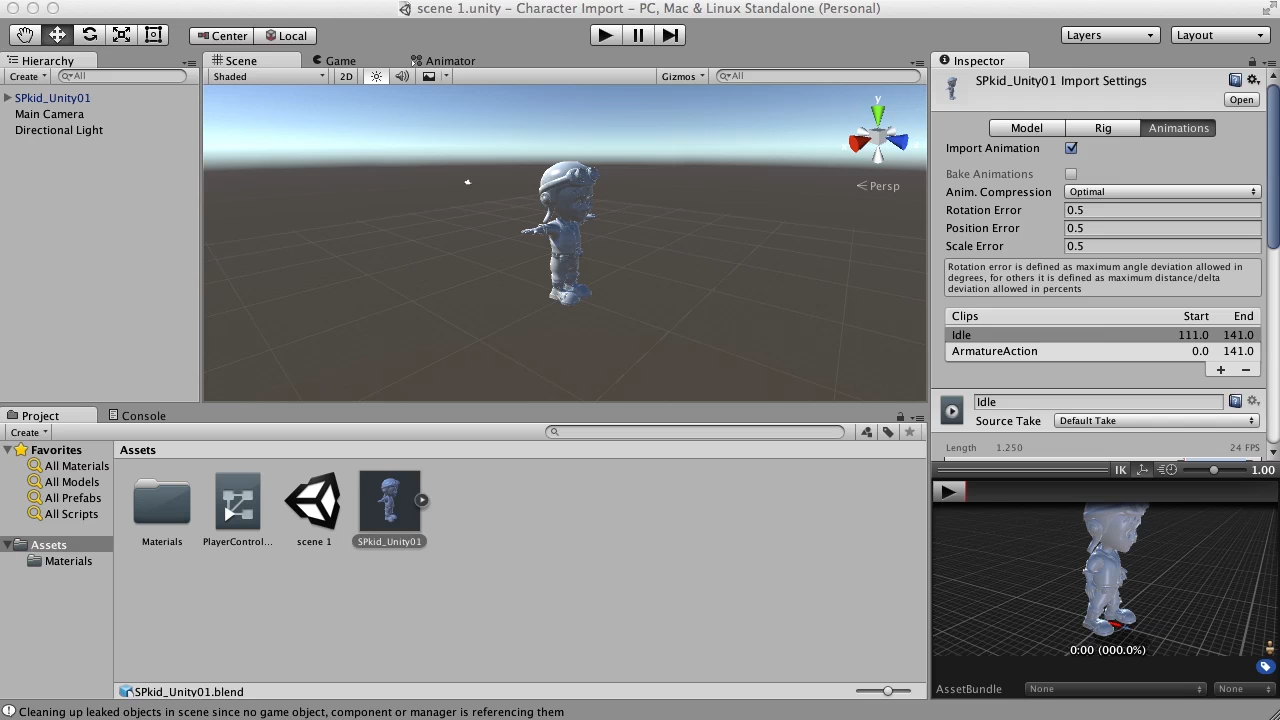 scene 1.unity – Character Import – PC, Mac & Linux Standalone (Personal)
Center Local Layers Layout
Hierarchy
Create All
SPkid_Unity01
Main Camera
Directional Light
Scene Game Animator
Shaded 2D Gizmos All
y
Persp
Inspector
SPkid_Unity01 Import Settings
Open
Model Rig Animations
Import Animation
Bake Animations
Anim. Compression Optimal
Rotation Error 0.5
Position Error 0.5
Scale Error 0.5
Rotation error is defined as maximum angle deviation allowed in
degrees, for others it is defined as maximum distance/delta
deviation allowed in percents
Clips Start End
Idle 111.0 141.0
ArmatureAction 0.0 141.0
+ −
Idle
Source Take Default Take
Length 1.250 24 FPS
IK 1.00
0:00 (000.0%)
AssetBundle None None
Project Console
Create
Favorites
All Materials
All Models
All Prefabs
All Scripts
Assets
Materials
Assets
Materials PlayerControl... scene 1 SPkid_Unity01
SPkid_Unity01.blend
Cleaning up leaked objects in scene since no game object, component or manager is referencing them